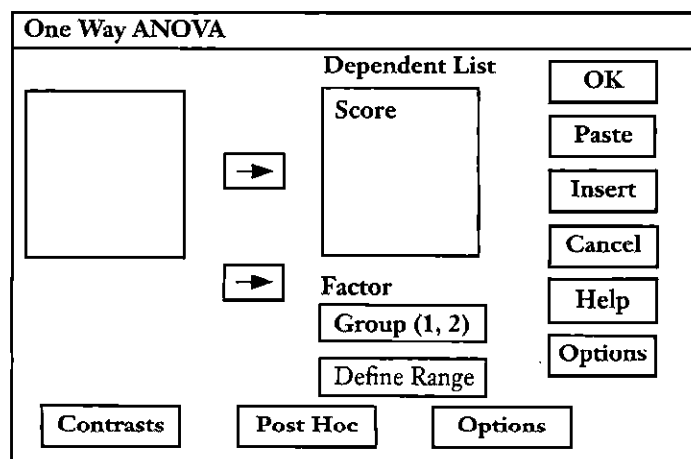 One Way ANOVA
Dependent List
Score
OK
Paste
Insert
Cancel
Help
Options
Factor
Group (1, 2)
Define Range
Contrasts
Post Hoc
Options